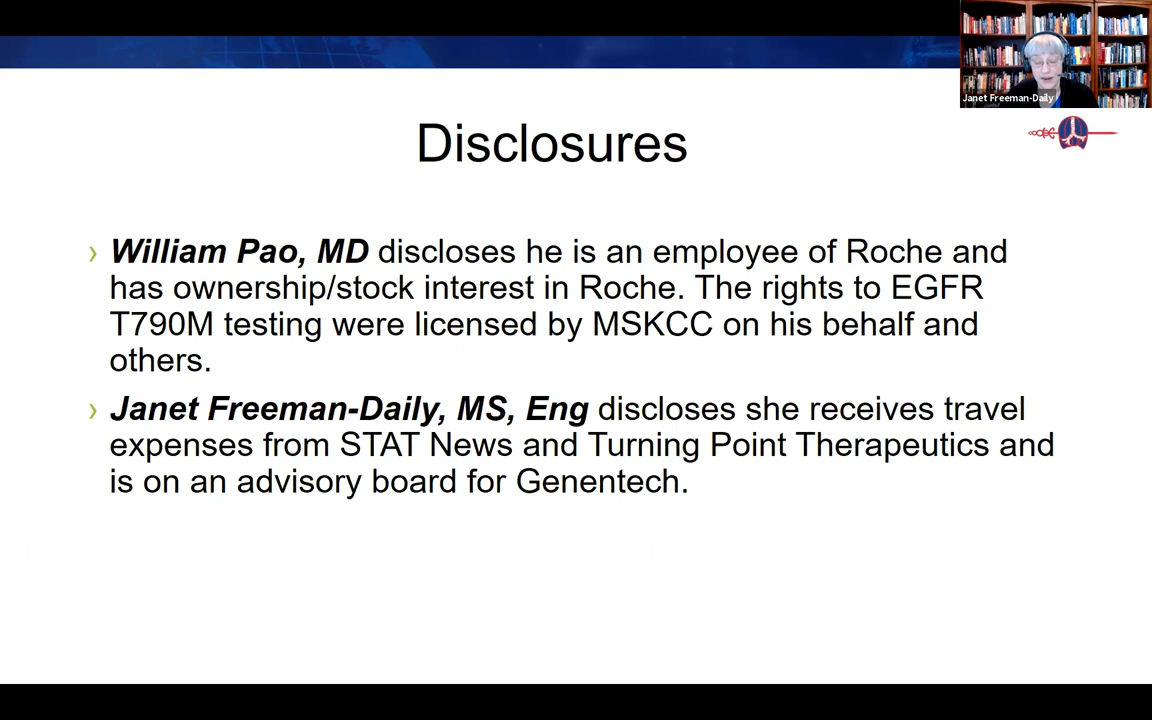 Janet Freeman-Daily
Disclosures
› William Pao, MD discloses he is an employee of Roche and
has ownership/stock interest in Roche. The rights to EGFR
T790M testing were licensed by MSKCC on his behalf and
others.
› Janet Freeman-Daily, MS, Eng discloses she receives travel
expenses from STAT News and Turning Point Therapeutics and
is on an advisory board for Genentech.